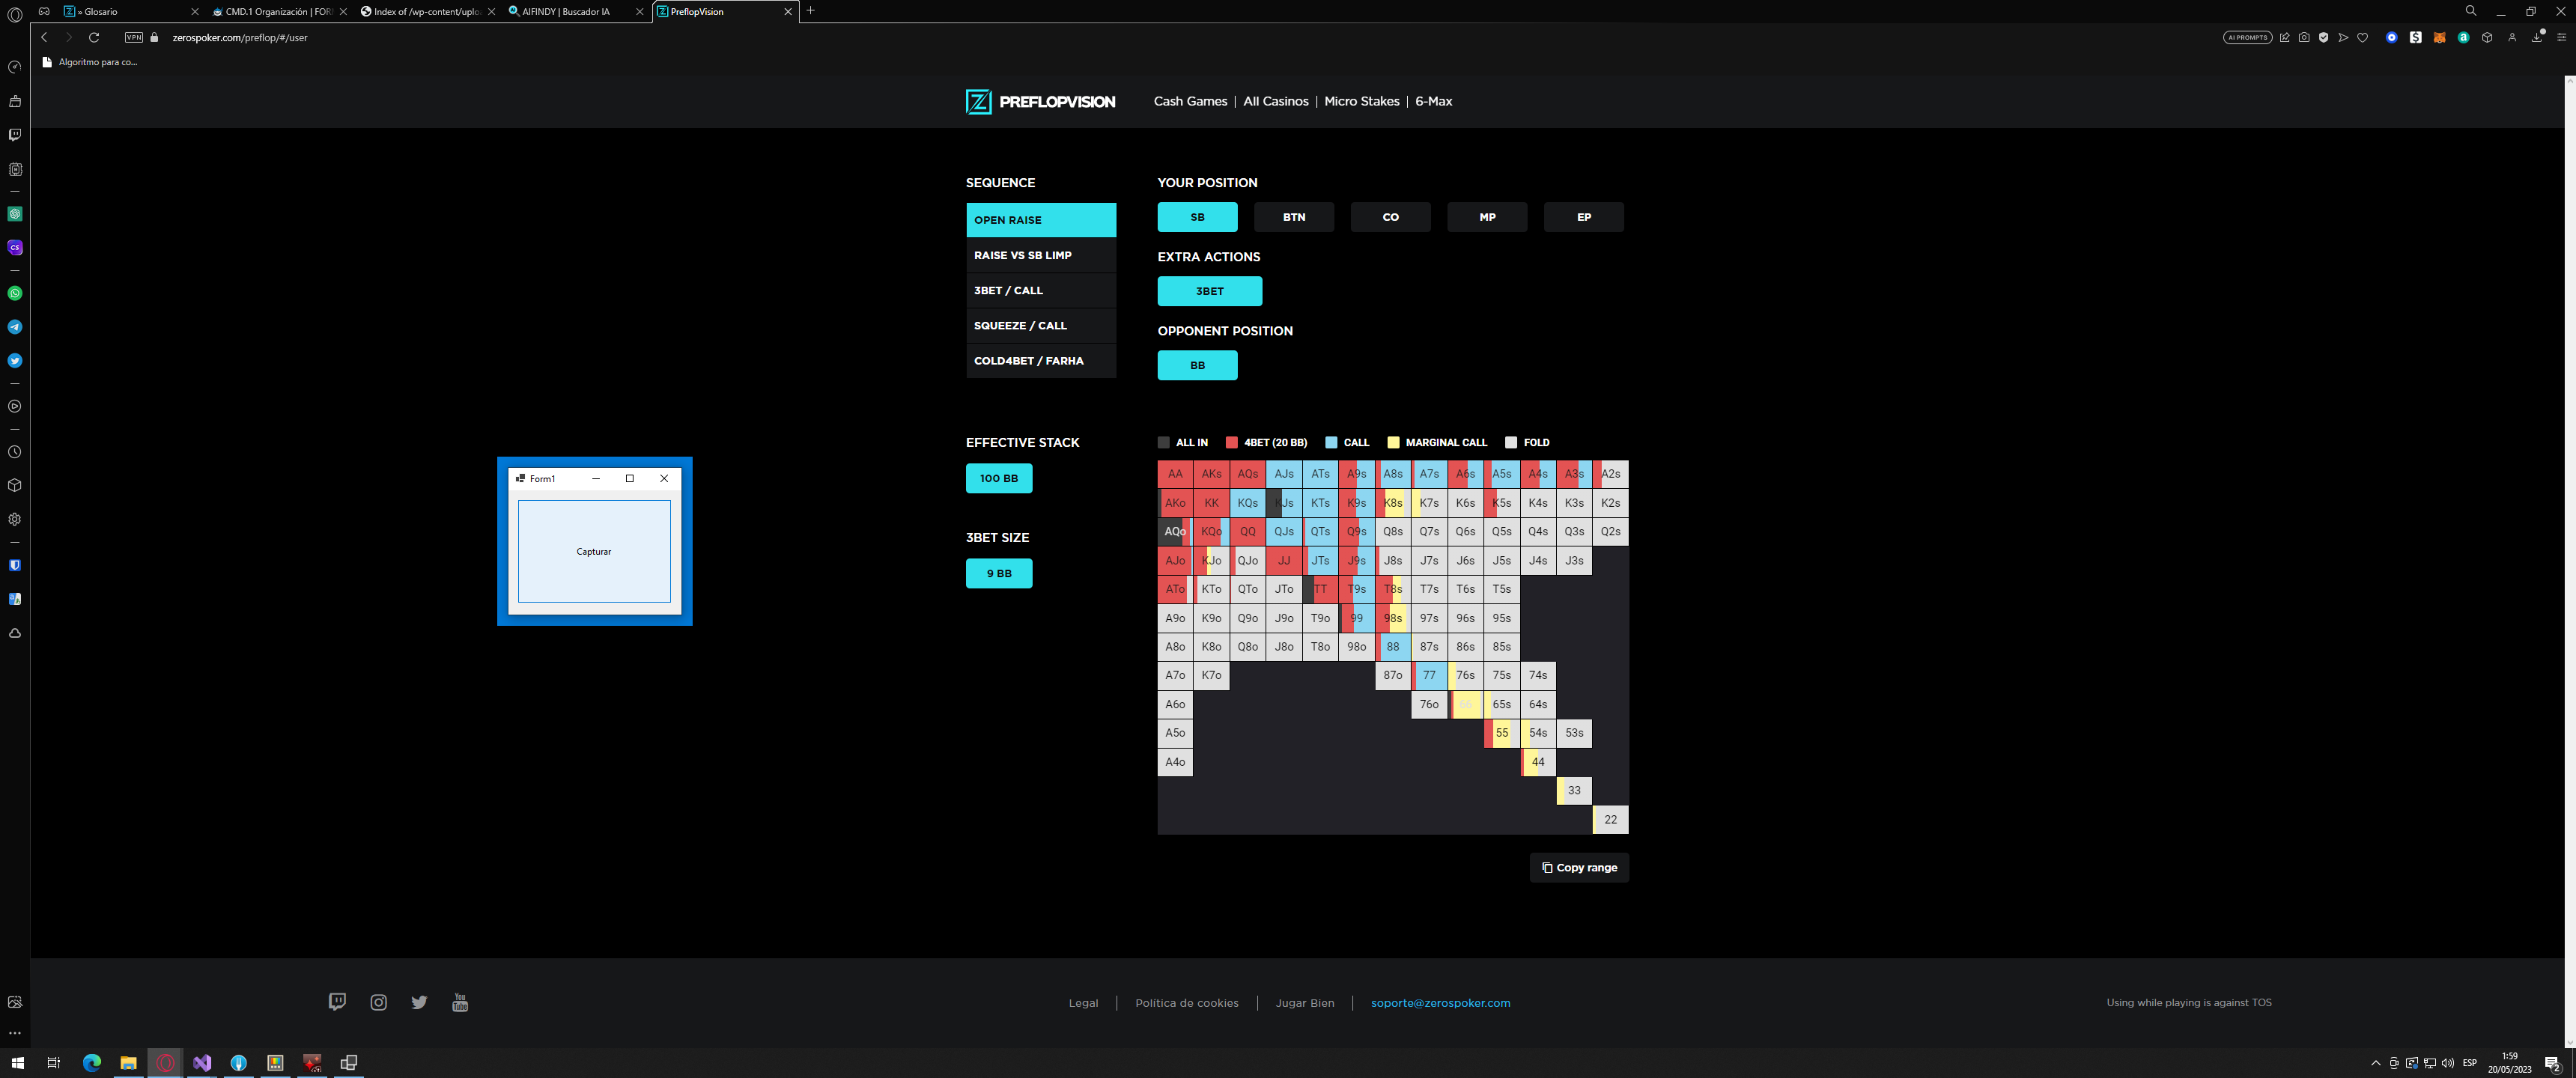 » Glosario
CMD.1 Organización | FOR
Index of /wp-content/uplo
AIFINDY | Buscador IA
PreflopVision
VPN
zerospoker.com/preflop/#/user
AI PROMPTS
Algoritmo para co...
PREFLOPVISION
Cash Games | All Casinos | Micro Stakes | 6-Max
SEQUENCE
OPEN RAISE
RAISE VS SB LIMP
3BET / CALL
SQUEEZE / CALL
COLD4BET / FARHA
YOUR POSITION
SB BTN CO MP EP
EXTRA ACTIONS
3BET
OPPONENT POSITION
BB
EFFECTIVE STACK
100 BB
3BET SIZE
9 BB
Form1
Capturar
ALL IN 4BET (20 BB) CALL MARGINAL CALL FOLD
AA AKs AQs AJs ATs A9s A8s A7s A6s A5s A4s A3s A2s
AKo KK KQs KJs KTs K9s K8s K7s K6s K5s K4s K3s K2s
AQo KQo QQ QJs QTs Q9s Q8s Q7s Q6s Q5s Q4s Q3s Q2s
AJo KJo QJo JJ JTs J9s J8s J7s J6s J5s J4s J3s
ATo KTo QTo JTo TT T9s T8s T7s T6s T5s
A9o K9o Q9o J9o T9o 99 98s 97s 96s 95s
A8o K8o Q8o J8o T8o 98o 88 87s 86s 85s
A7o K7o 87o 77 76s 75s 74s
A6o 76o 66 65s 64s
A5o 55 54s 53s
A4o 44
33
22
Copy range
You Tube
Legal | Política de cookies | Jugar Bien | soporte@zerospoker.com
Using while playing is against TOS
ESP
1:59
20/05/2023
2